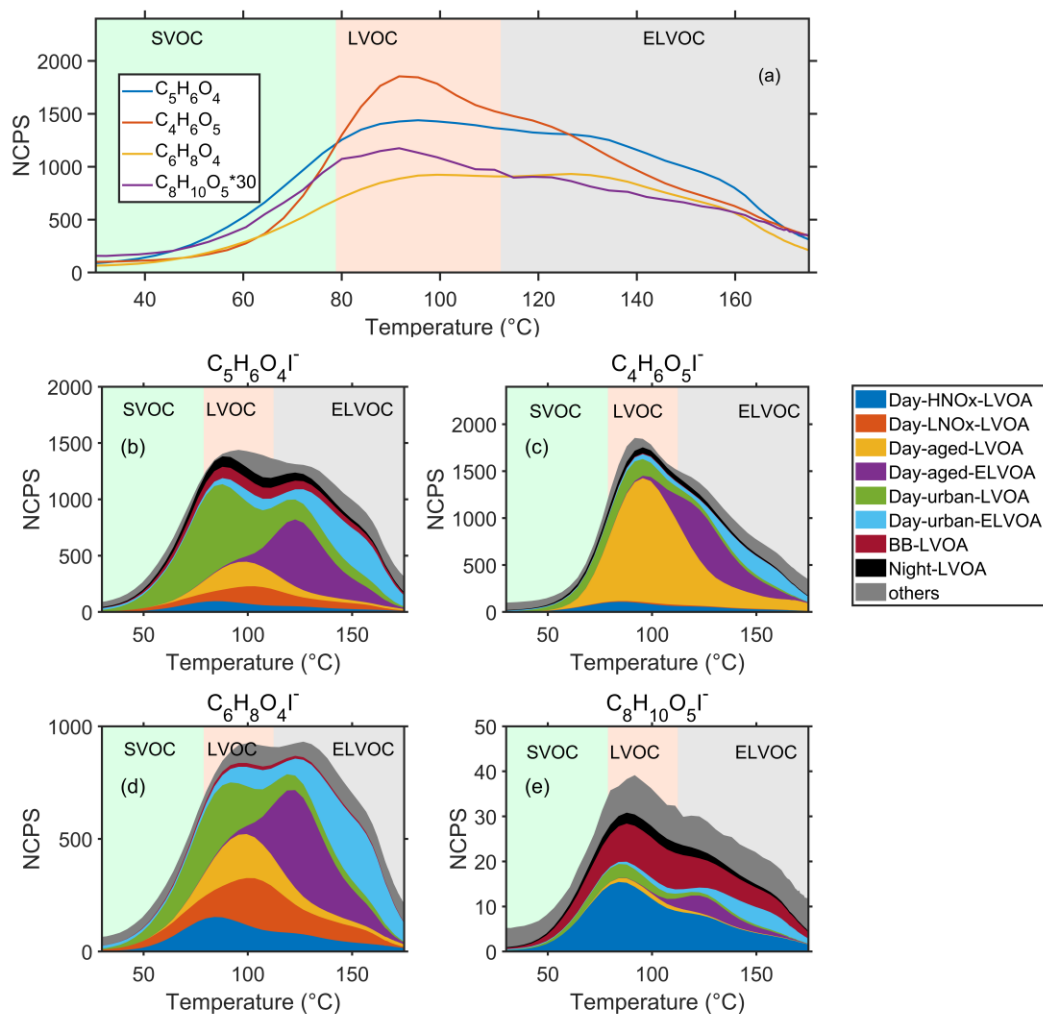 SVOC LVOC ELVOC
(a)
C₅H₆O₄
C₄H₆O₅
C₆H₈O₄
C₈H₁₀O₅*30
NCPS
0 500 1000 1500 2000
40 60 80 100 120 140 160
Temperature (°C)
C₅H₆O₄I⁻
SVOC LVOC ELVOC
(b)
NCPS
0 500 1000 1500 2000
50 100 150
Temperature (°C)
C₄H₆O₅I⁻
SVOC LVOC ELVOC
(c)
NCPS
0 500 1000 1500 2000
50 100 150
Temperature (°C)
Day-HNOx-LVOA
Day-LNOx-LVOA
Day-aged-LVOA
Day-aged-ELVOA
Day-urban-LVOA
Day-urban-ELVOA
BB-LVOA
Night-LVOA
others
C₆H₈O₄I⁻
SVOC LVOC ELVOC
(d)
NCPS
0 500 1000
50 100 150
Temperature (°C)
C₈H₁₀O₅I⁻
SVOC LVOC ELVOC
(e)
NCPS
0 10 20 30 40 50
50 100 150
Temperature (°C)